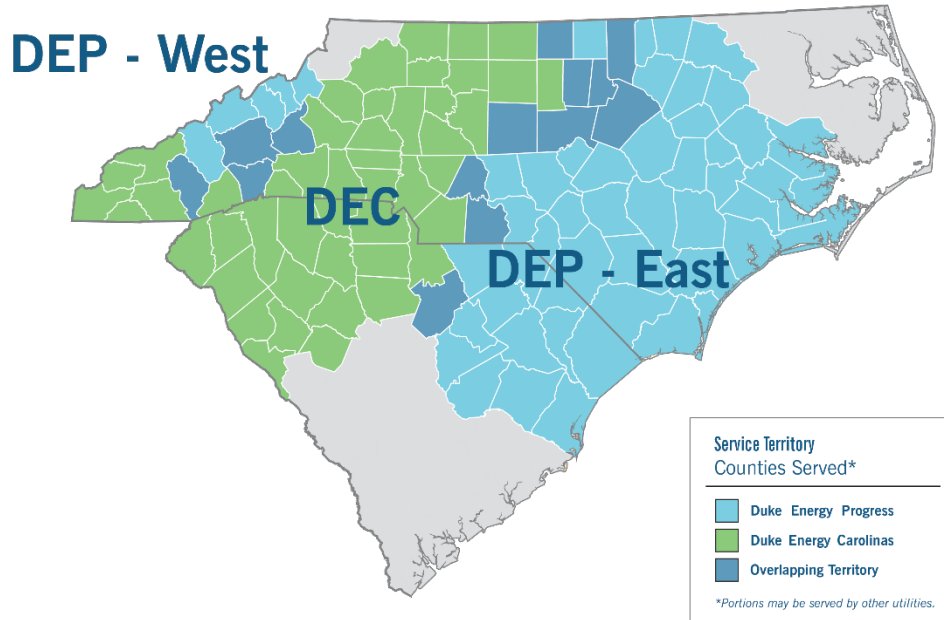 DEP - West
DEC
DEP - East
Service Territory
Counties Served*
Duke Energy Progress
Duke Energy Carolinas
Overlapping Territory
*Portions may be served by other utilities.